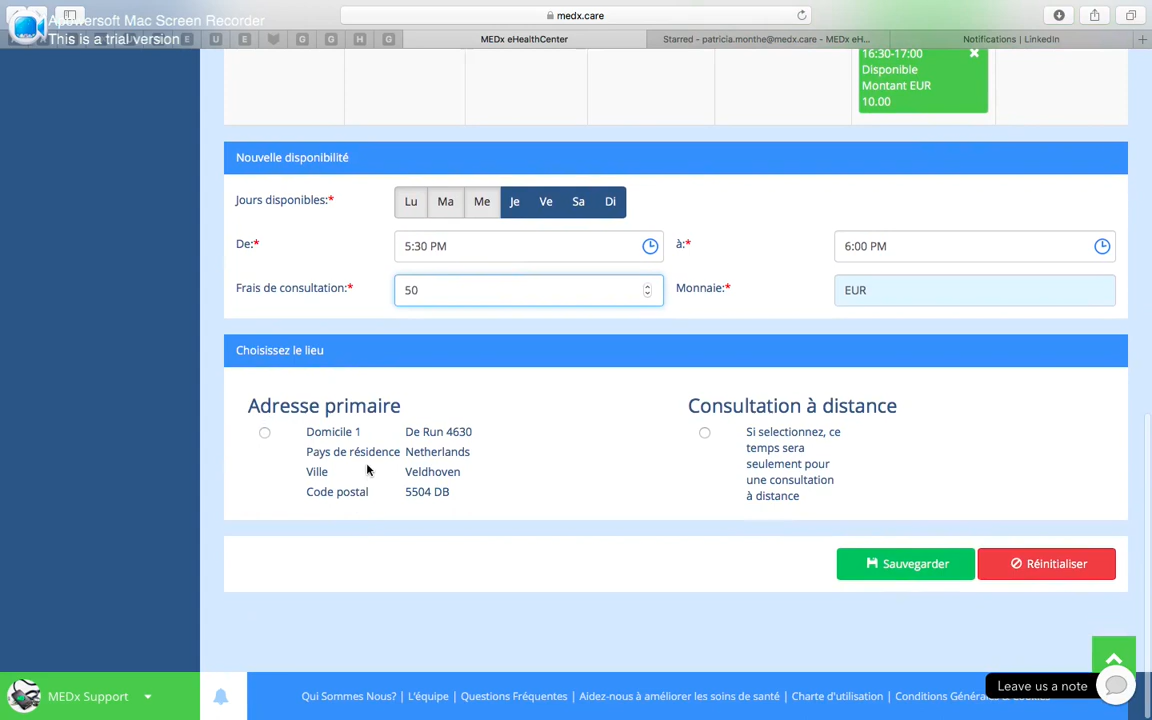 Apowersoft Mac Screen Recorder
This is a trial version
medx.care
E U E G G H G
MEDx eHealthCenter
Starred - patricia.monthe@medx.care - MEDx eH...
Notifications | LinkedIn
16:30-17:00
Disponible
Montant EUR
10.00
Nouvelle disponibilité
Jours disponibles:* Lu Ma Me Je Ve Sa Di
De:* 5:30 PM à:* 6:00 PM
Frais de consultation:* 50 Monnaie:* EUR
Choisissez le lieu
Adresse primaire
Domicile 1 De Run 4630
Pays de résidence Netherlands
Ville Veldhoven
Code postal 5504 DB
Consultation à distance
Si selectionnez, ce
temps sera
seulement pour
une consultation
à distance
Sauvegarder Réinitialiser
Leave us a note
MEDx Support
Qui Sommes Nous? | L'équipe | Questions Fréquentes | Aidez-nous à améliorer les soins de santé | Charte d'utilisation | Conditions Général